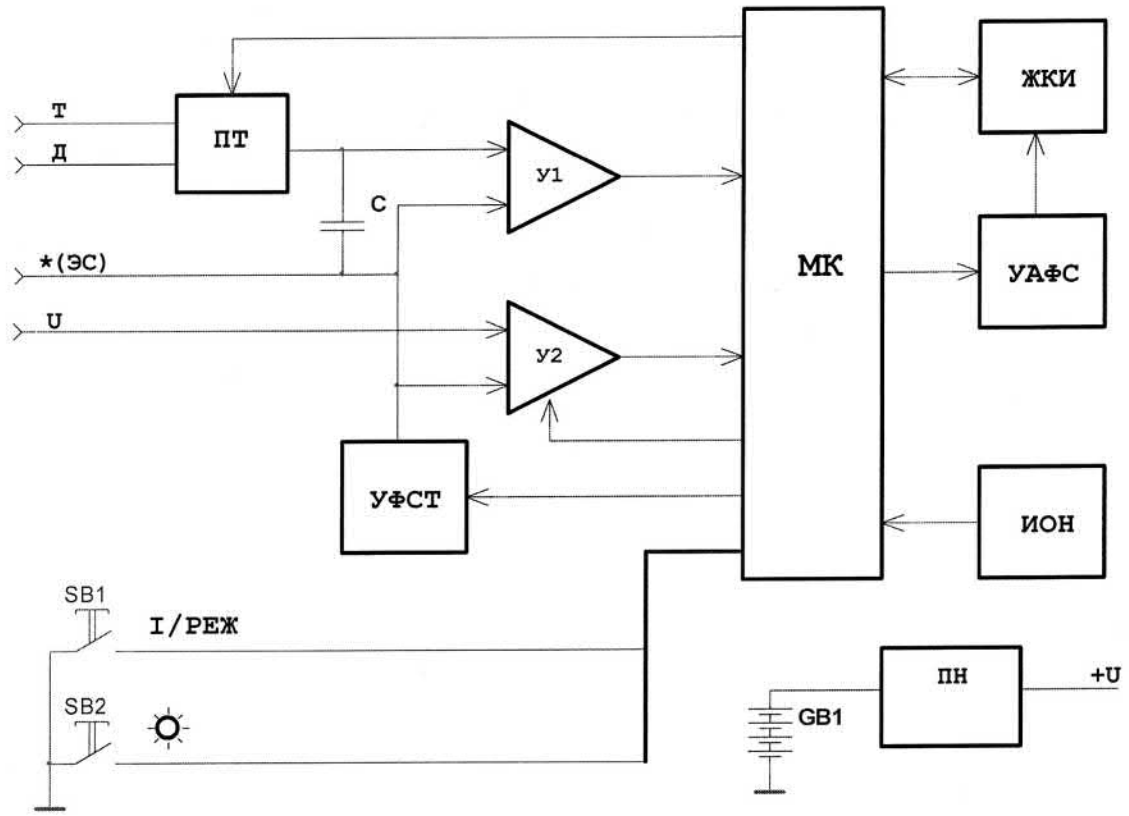 Т
Д
ПТ
У1
С
*(ЭС)
U
У2
УФСТ
МК
ЖКИ
УАФС
ИОН
SB1
I/РЕЖ
SB2
GB1
ПН
+U